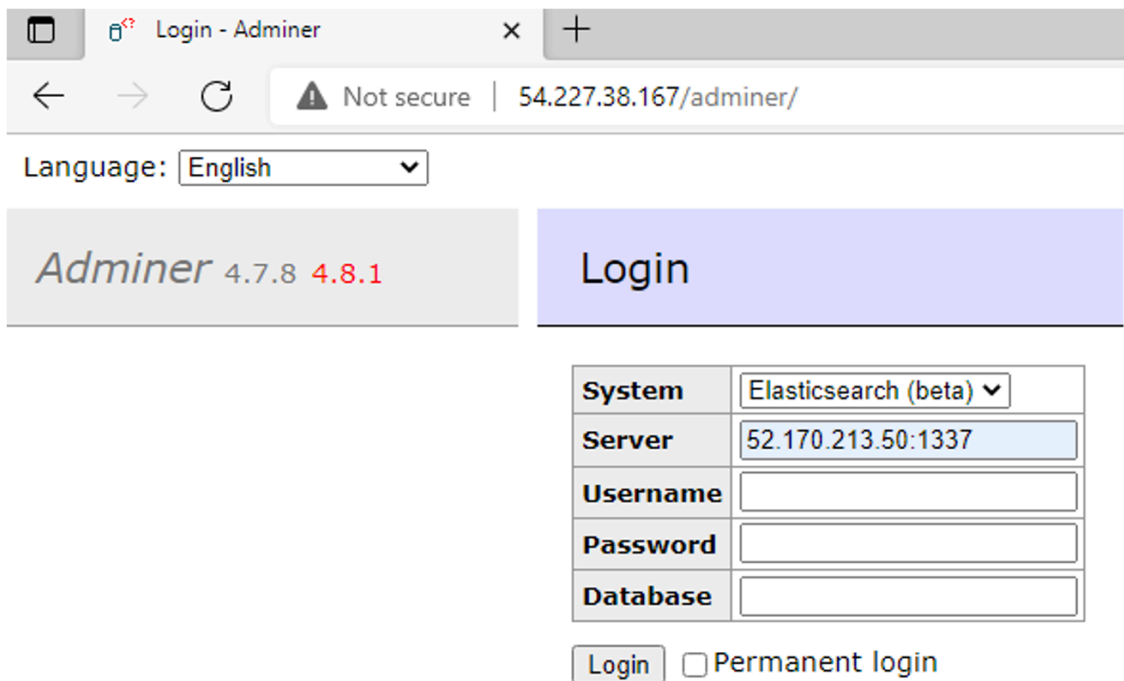 Login - Adminer
Not secure | 54.227.38.167/adminer/
Language: English
Adminer 4.7.8 4.8.1
Login
System Elasticsearch (beta)
Server 52.170.213.50:1337
Username
Password
Database
Login Permanent login